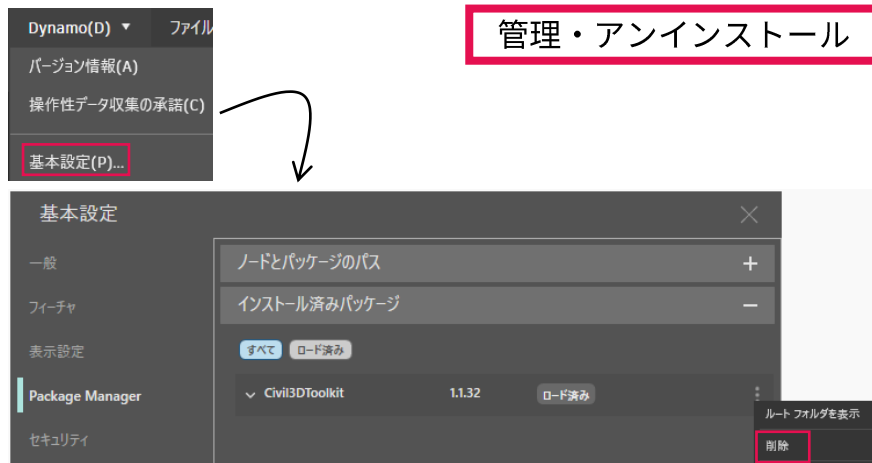 Dynamo(D) ▼ ファイル
バージョン情報(A)
操作性データ収集の承諾(C)
基本設定(P)...
管理・アンインストール
基本設定
一般
フィーチャ
表示設定
Package Manager
セキュリティ
ノードとパッケージのパス
インストール済みパッケージ
すべて ロード済み
Civil3DToolkit 1.1.32 ロード済み
ルート フォルダを表示
削除